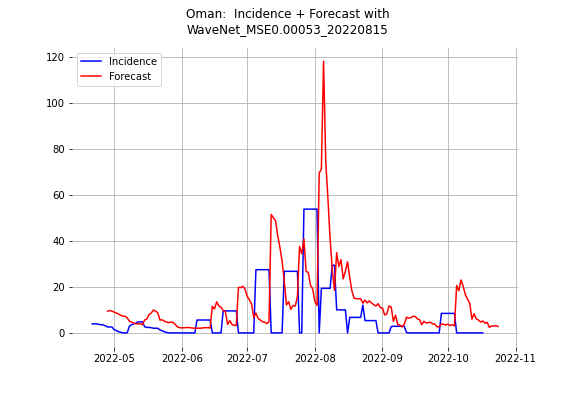 Oman:  Incidence + Forecast with
WaveNet_MSE0.00053_20220815
Incidence
Forecast
120
100
80
60
40
20
0
2022-05 2022-06 2022-07 2022-08 2022-09 2022-10 2022-11